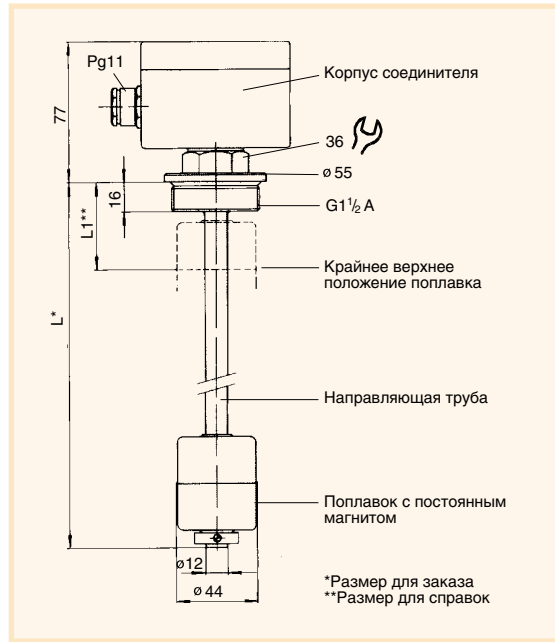 Pg11
Корпус соединителя
77
36
ø 55
16
G1½ A
L1**
Крайнее верхнее
положение поплавка
L*
Направляющая труба
Поплавок с постоянным
магнитом
ø12
ø 44
*Размер для заказа
**Размер для справок